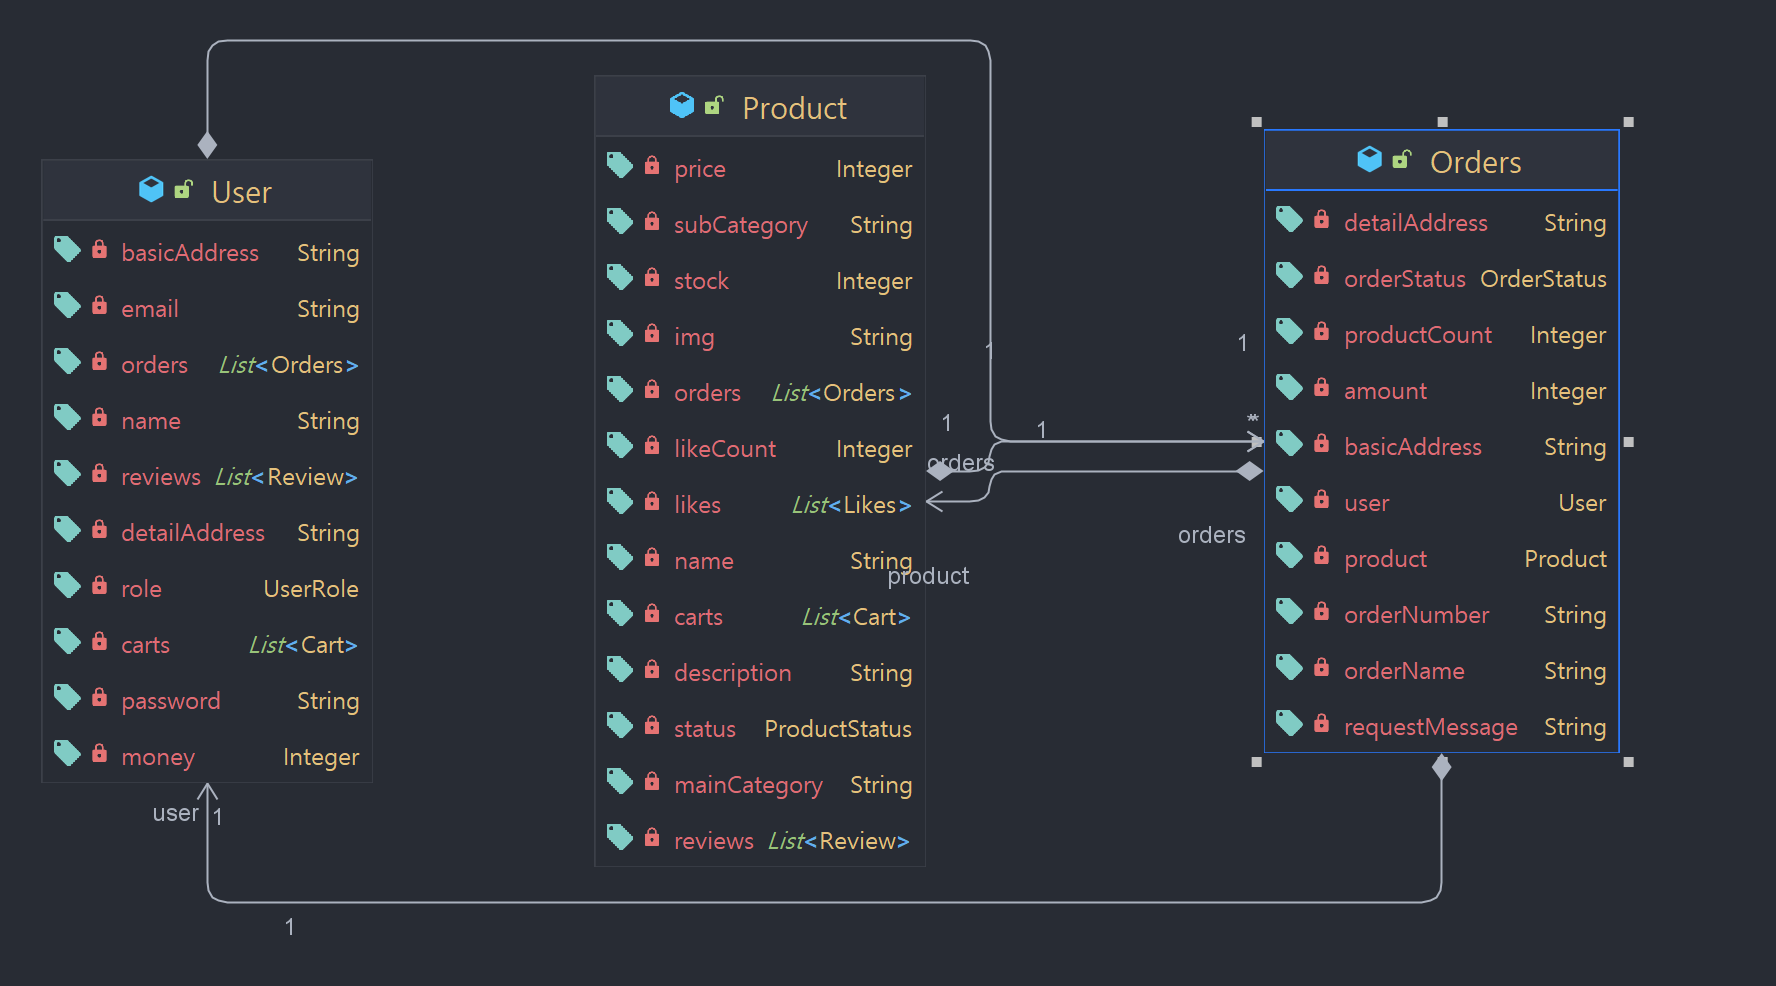 User
basicAddress String
email String
orders List<Orders>
name String
reviews List<Review>
detailAddress String
role UserRole
carts List<Cart>
password String
money Integer
user 1
1
Product
price Integer
subCategory String
stock Integer
img String
orders List<Orders>
likeCount Integer
likes List<Likes>
name String
carts List<Cart>
description String
status ProductStatus
mainCategory String
reviews List<Review>
1
1
1
1
*
orders
orders
product
Orders
detailAddress String
orderStatus OrderStatus
productCount Integer
amount Integer
basicAddress String
user User
product Product
orderNumber String
orderName String
requestMessage String